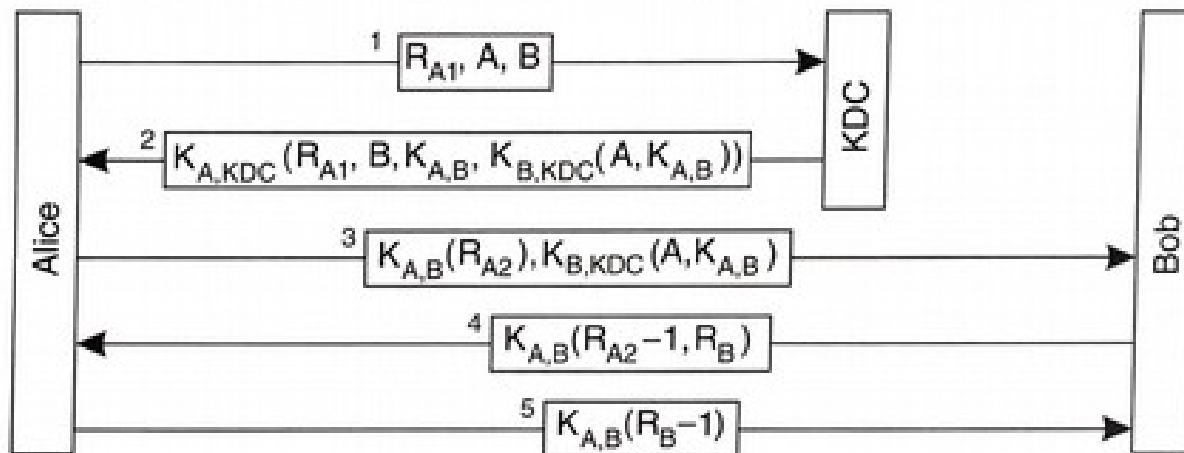 Alice
KDC
Bob
1 R_A1, A, B
2 K_A,KDC(R_A1, B, K_A,B, K_B,KDC(A, K_A,B))
3 K_A,B(R_A2), K_B,KDC(A, K_A,B)
4 K_A,B(R_A2−1, R_B)
5 K_A,B(R_B−1)